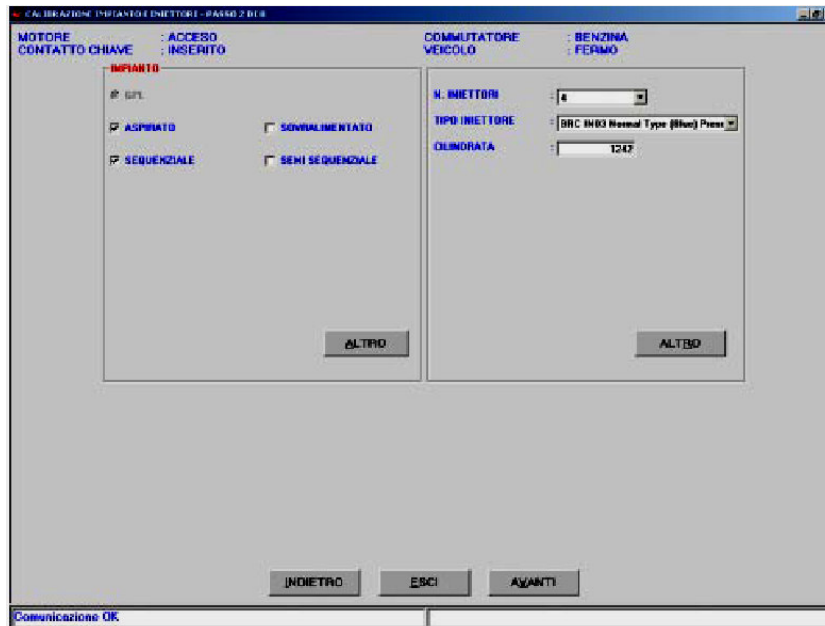 CALIBRAZIONE IMPIANTO E INIETTORI - PASSO 2 DI 8
MOTORE : ACCESO
CONTATTO CHIAVE : INSERITO
COMMUTATORE : BENZINA
VEICOLO : FERMO
IMPIANTO
GPL
ASPIRATO
SOVRALIMENTATO
SEQUENZIALE
SEMI SEQUENZIALE
ALTRO
N. INIETTORI : 4
TIPO INIETTORE : BRC IN03 Normal Type (Blue) Press
CILINDRATA : 1242
ALTRO
INDIETRO
ESCI
AVANTI
Comunicazione OK